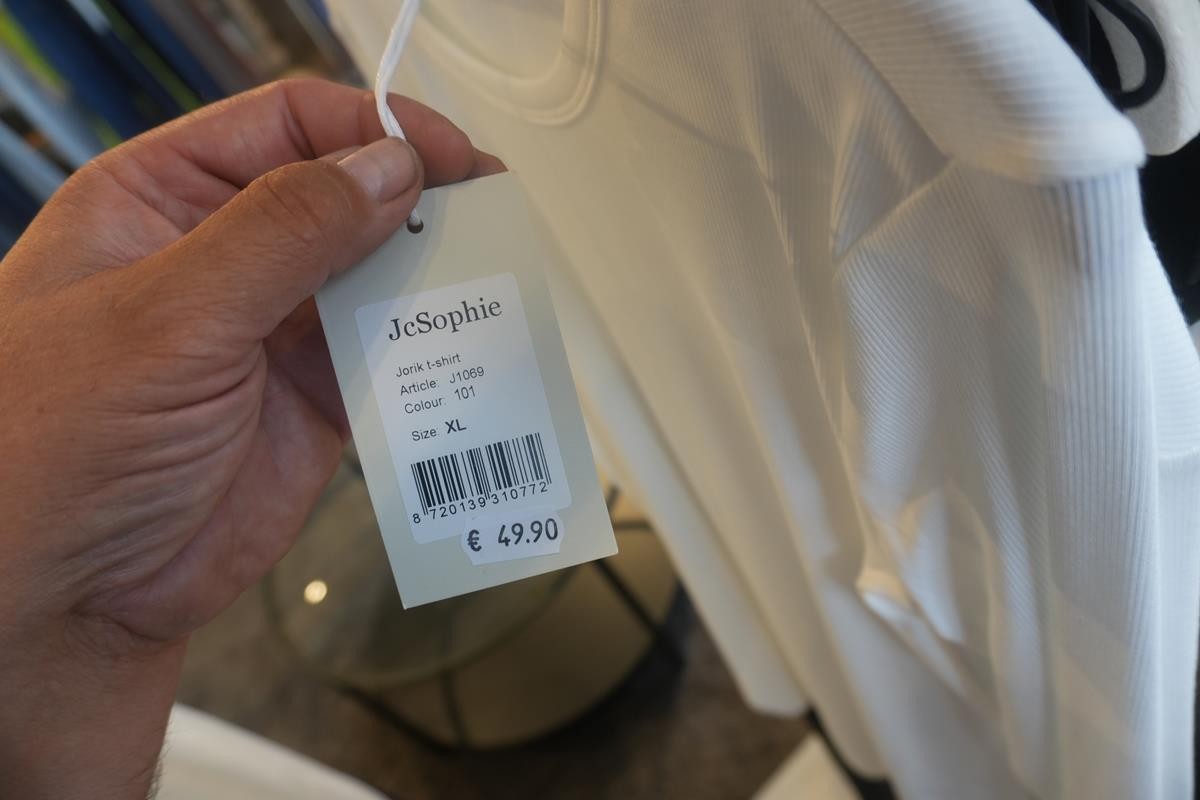 JcSophie
Jorik t-shirt
Article: J1069
Colour: 101
Size: XL
8 720139 310772
€ 49.90